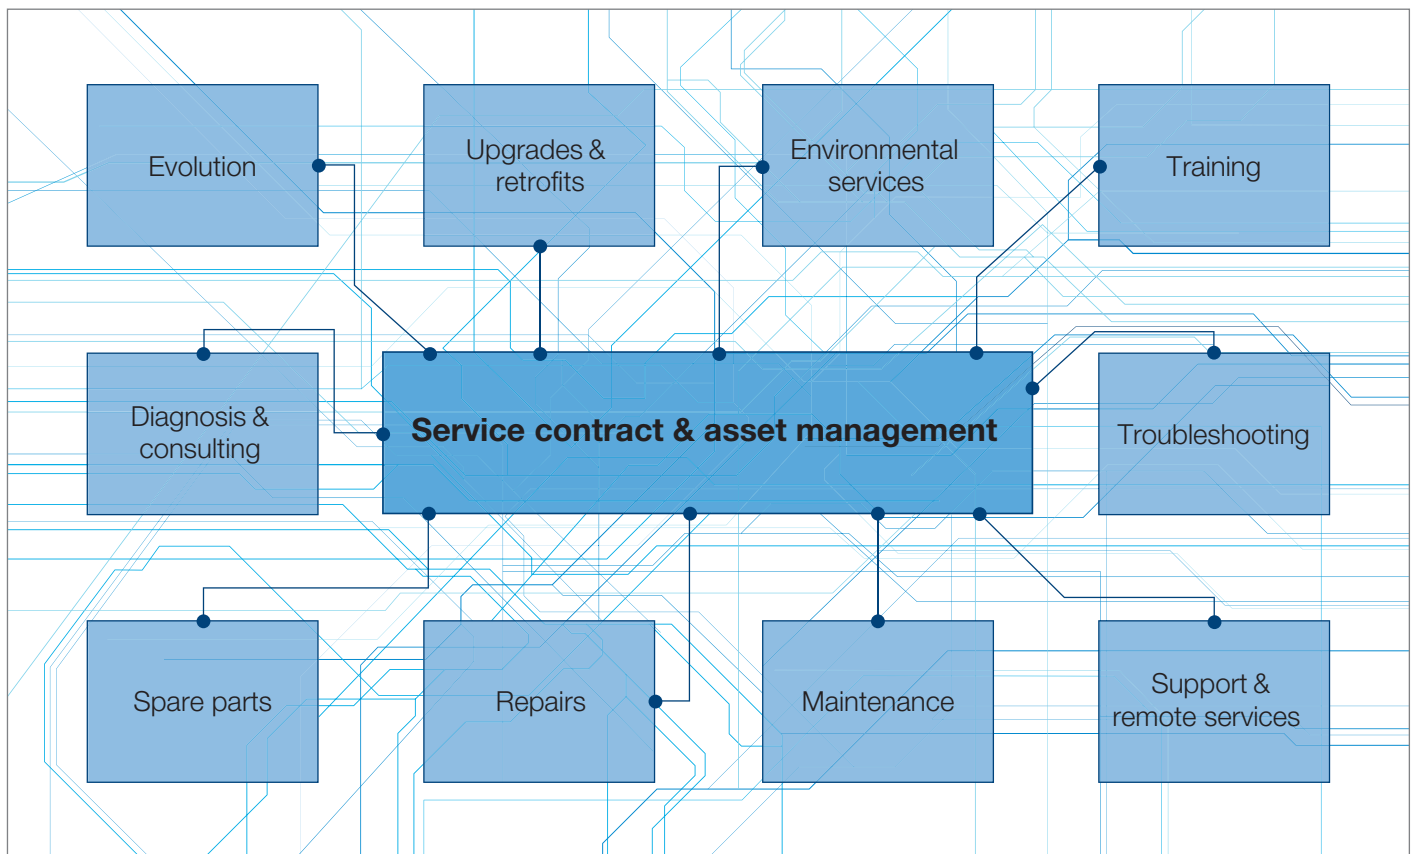 Evolution
Upgrades &
retrofits
Environmental
services
Training
Diagnosis &
consulting
Service contract & asset management
Troubleshooting
Spare parts
Repairs
Maintenance
Support &
remote services